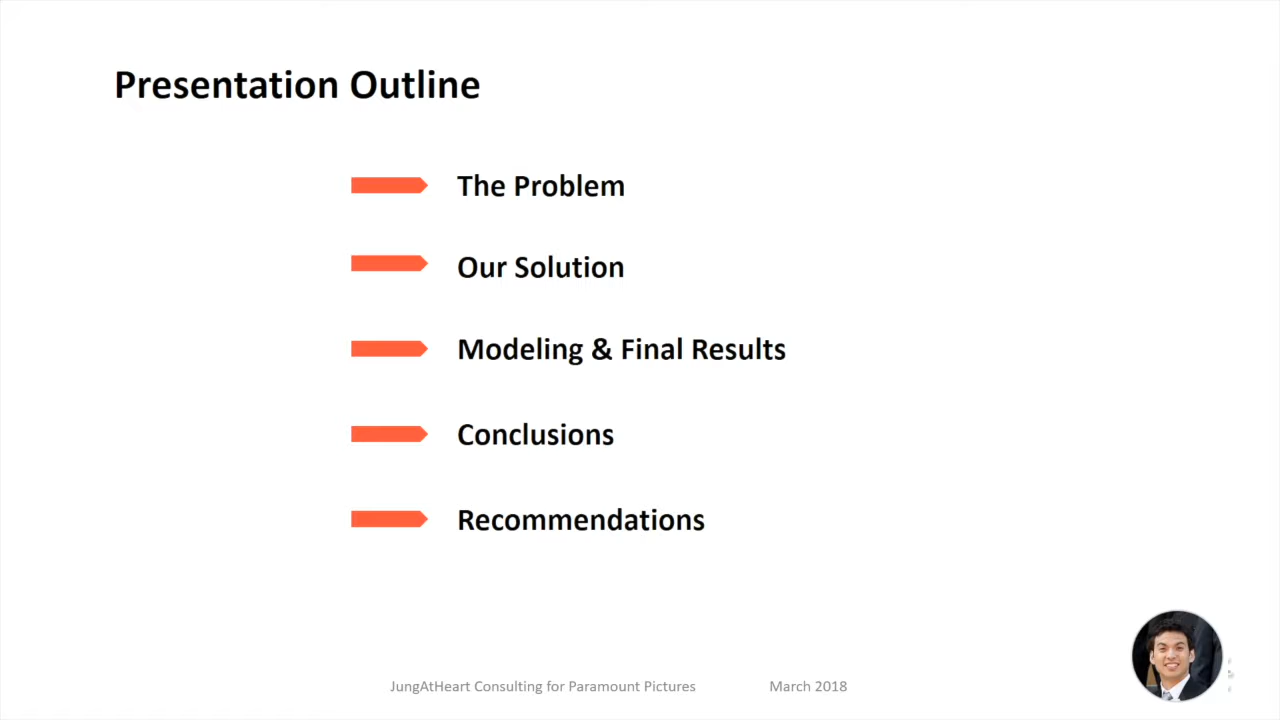 Presentation Outline
The Problem
Our Solution
Modeling & Final Results
Conclusions
Recommendations
JungAtHeart Consulting for Paramount Pictures March 2018